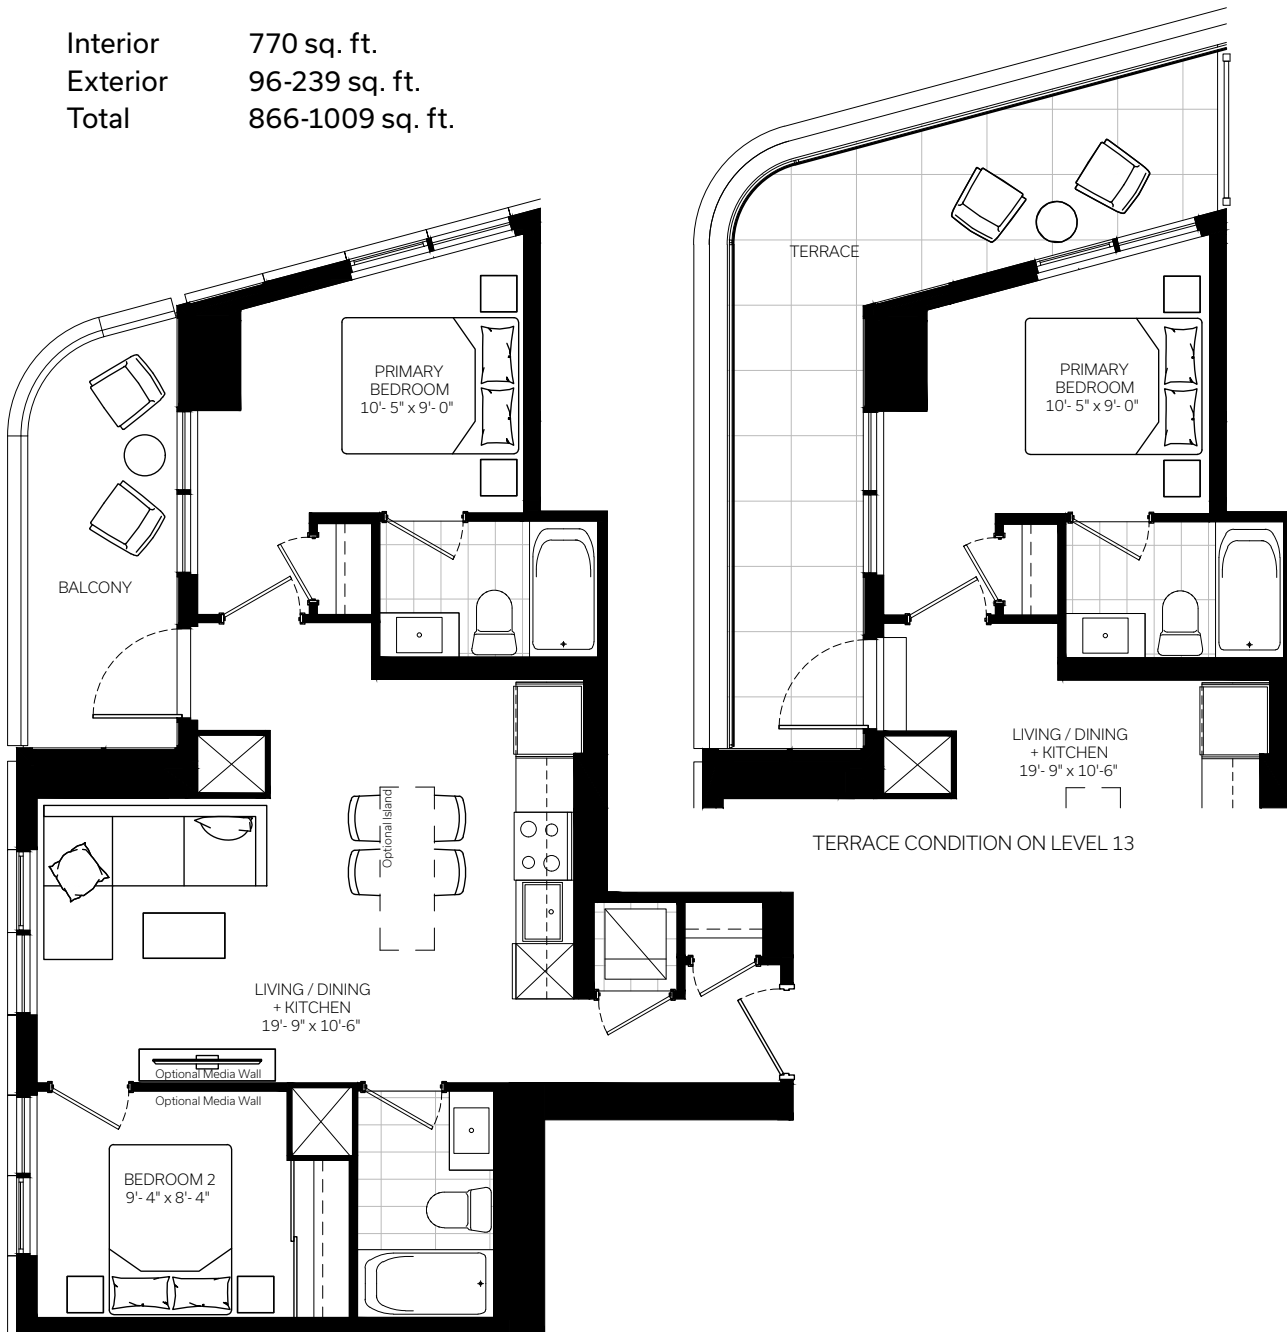 Interior 770 sq. ft.
Exterior 96-239 sq. ft.
Total 866-1009 sq. ft.
TERRACE
PRIMARY
BEDROOM
10'- 5" x 9'- 0"
PRIMARY
BEDROOM
10'- 5" x 9'- 0"
BALCONY
LIVING / DINING
+ KITCHEN
19'- 9" x 10'-6"
TERRACE CONDITION ON LEVEL 13
Optional Island
LIVING / DINING
+ KITCHEN
19'- 9" x 10'-6"
Optional Media Wall
Optional Media Wall
BEDROOM 2
9'- 4" x 8'- 4"